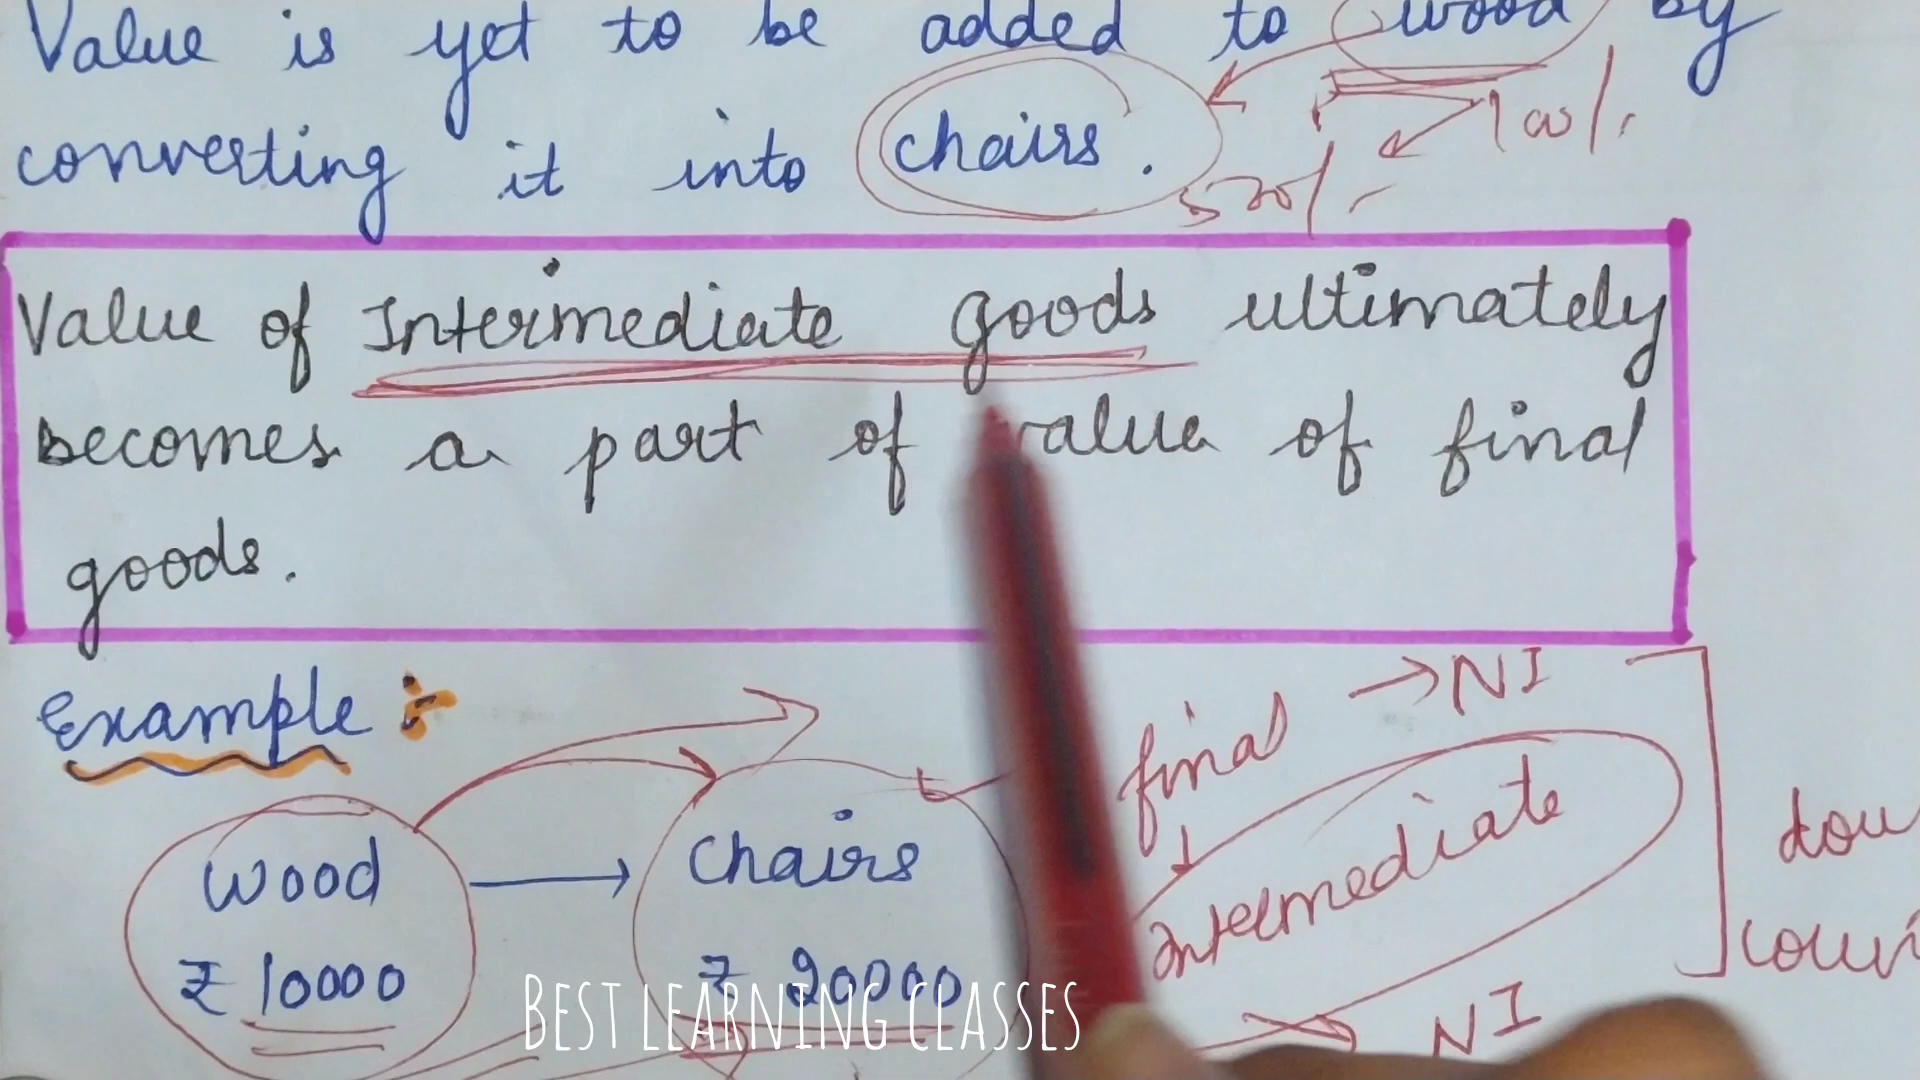 Value is yet to be added to wood by
converting it into chairs.
100%
Value of Intermediate goods ultimately
becomes a part of value of final
goods.
Example :-
final → NI
Intermediate
NI
Wood → Chairs
₹ 10000 ₹ 20000
BEST LEARNING CLASSES